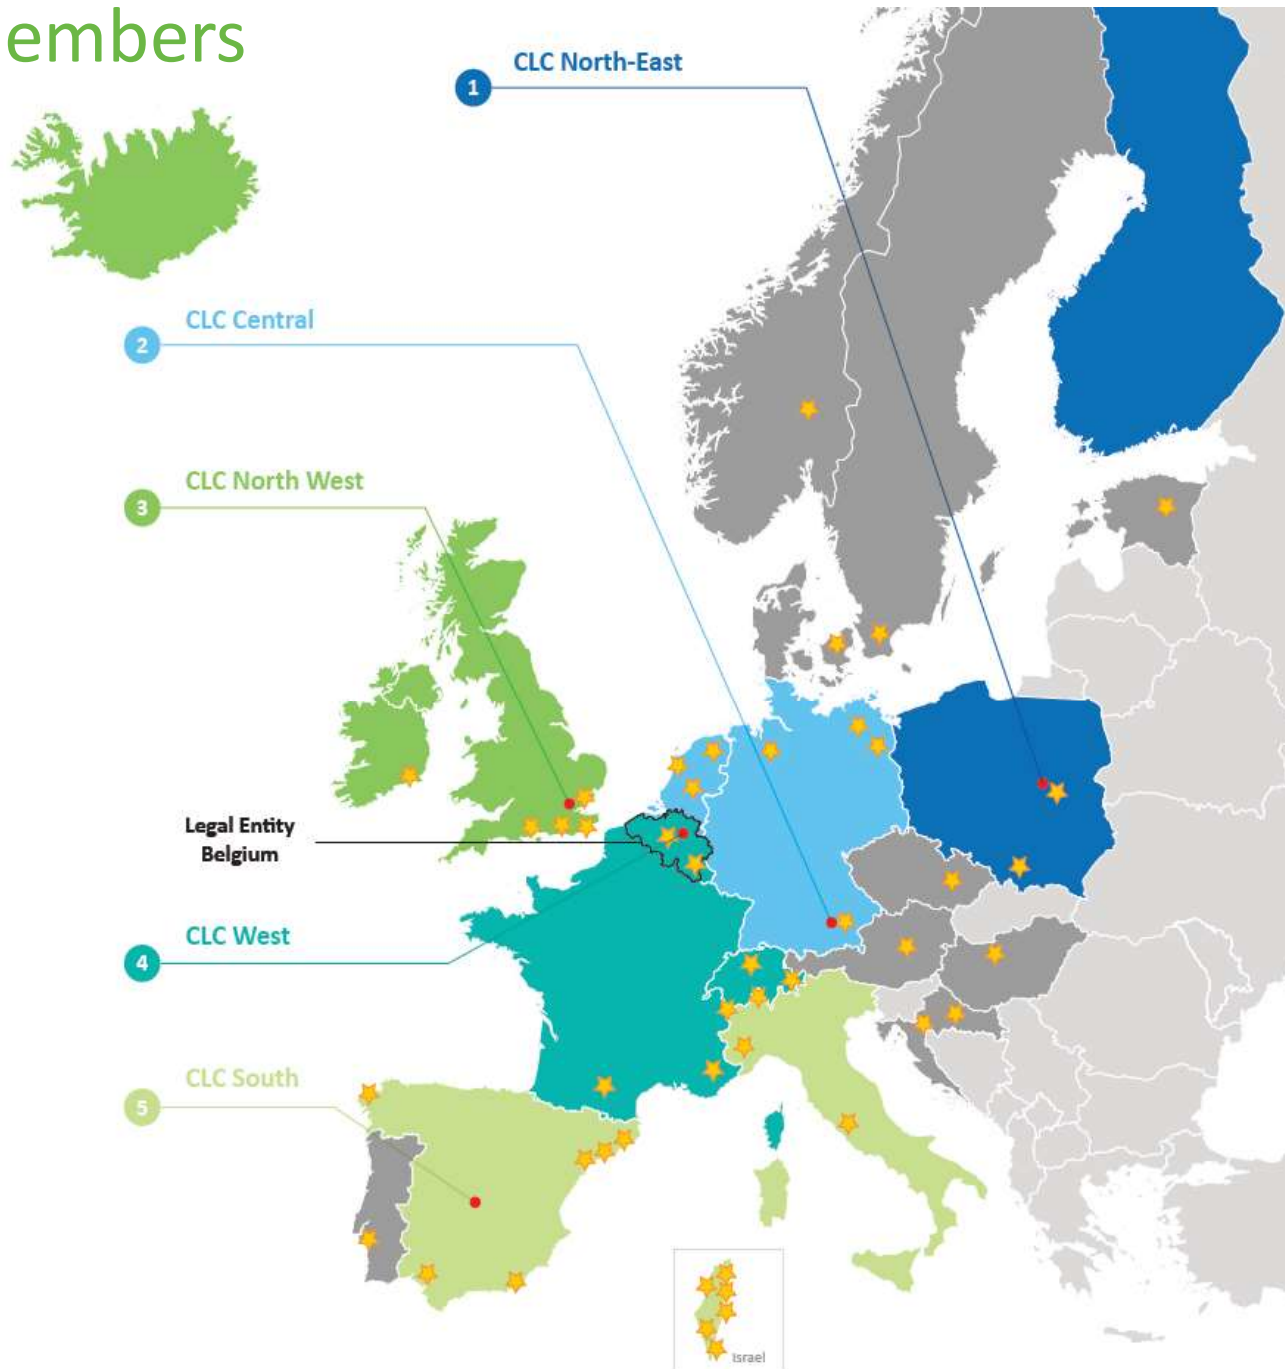 embers
1
CLC North-East
2
CLC Central
3
CLC North West
Legal Entity
Belgium
4
CLC West
5
CLC South
Israel